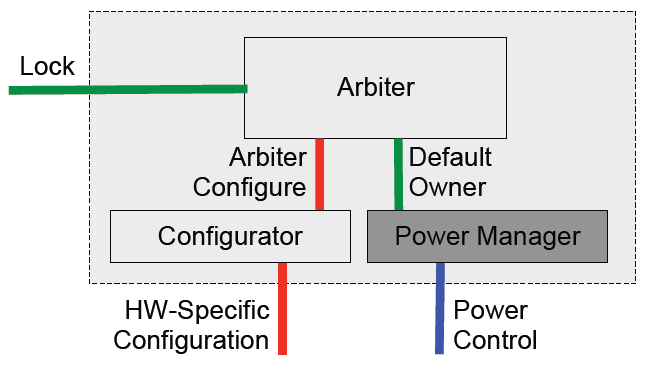 Lock
Arbiter
Arbiter
Configure
Default
Owner
Configurator
Power Manager
HW-Specific
Configuration
Power
Control